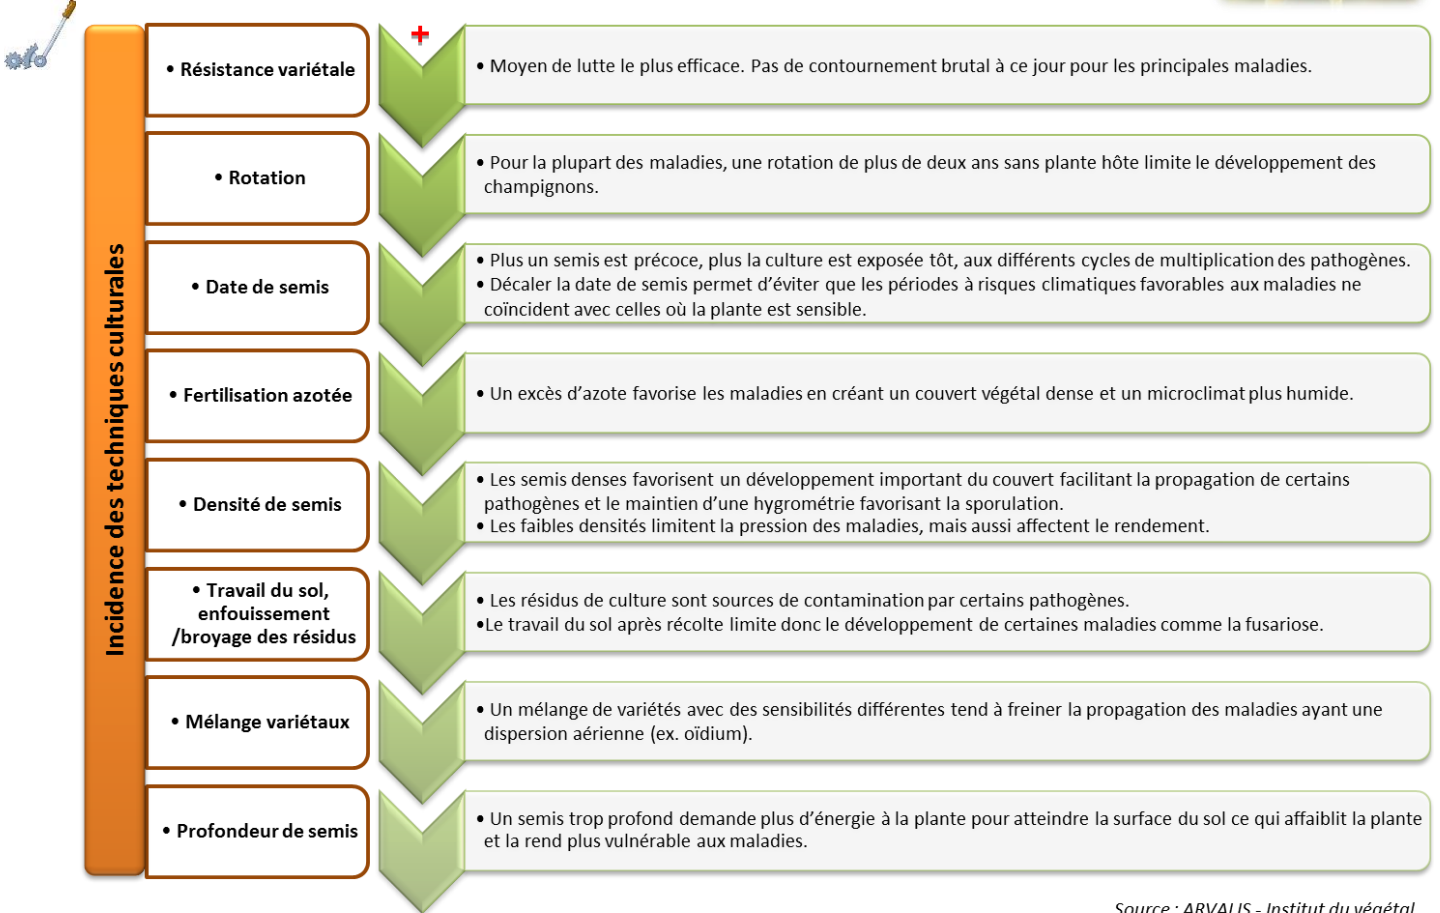 Incidence des techniques culturales
+
• Résistance variétale
• Moyen de lutte le plus efficace. Pas de contournement brutal à ce jour pour les principales maladies.
• Rotation
• Pour la plupart des maladies, une rotation de plus de deux ans sans plante hôte limite le développement des
champignons.
• Date de semis
• Plus un semis est précoce, plus la culture est exposée tôt, aux différents cycles de multiplication des pathogènes.
• Décaler la date de semis permet d’éviter que les périodes à risques climatiques favorables aux maladies ne
coïncident avec celles où la plante est sensible.
• Fertilisation azotée
• Un excès d’azote favorise les maladies en créant un couvert végétal dense et un microclimat plus humide.
• Densité de semis
• Les semis denses favorisent un développement important du couvert facilitant la propagation de certains
pathogènes et le maintien d’une hygrométrie favorisant la sporulation.
• Les faibles densités limitent la pression des maladies, mais aussi affectent le rendement.
• Travail du sol,
enfouissement
/broyage des résidus
• Les résidus de culture sont sources de contamination par certains pathogènes.
•Le travail du sol après récolte limite donc le développement de certaines maladies comme la fusariose.
• Mélange variétaux
• Un mélange de variétés avec des sensibilités différentes tend à freiner la propagation des maladies ayant une
dispersion aérienne (ex. oïdium).
• Profondeur de semis
• Un semis trop profond demande plus d’énergie à la plante pour atteindre la surface du sol ce qui affaiblit la plante
et la rend plus vulnérable aux maladies.
Source : ARVALIS - Institut du végétal